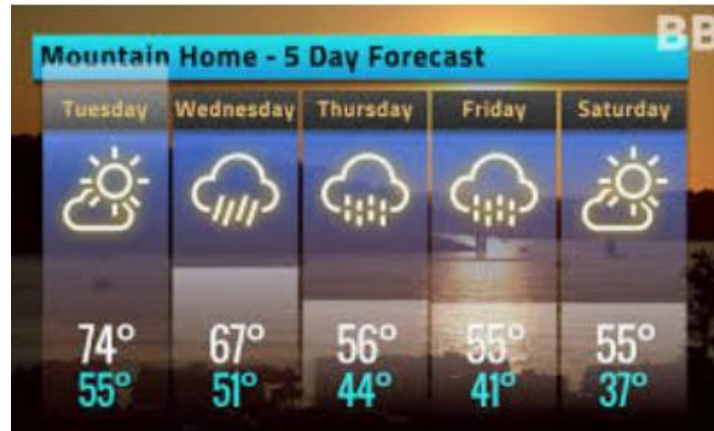 BB
Mountain Home - 5 Day Forecast
Tuesday Wednesday Thursday Friday Saturday
74° 67° 56° 55° 55°
55° 51° 44° 41° 37°